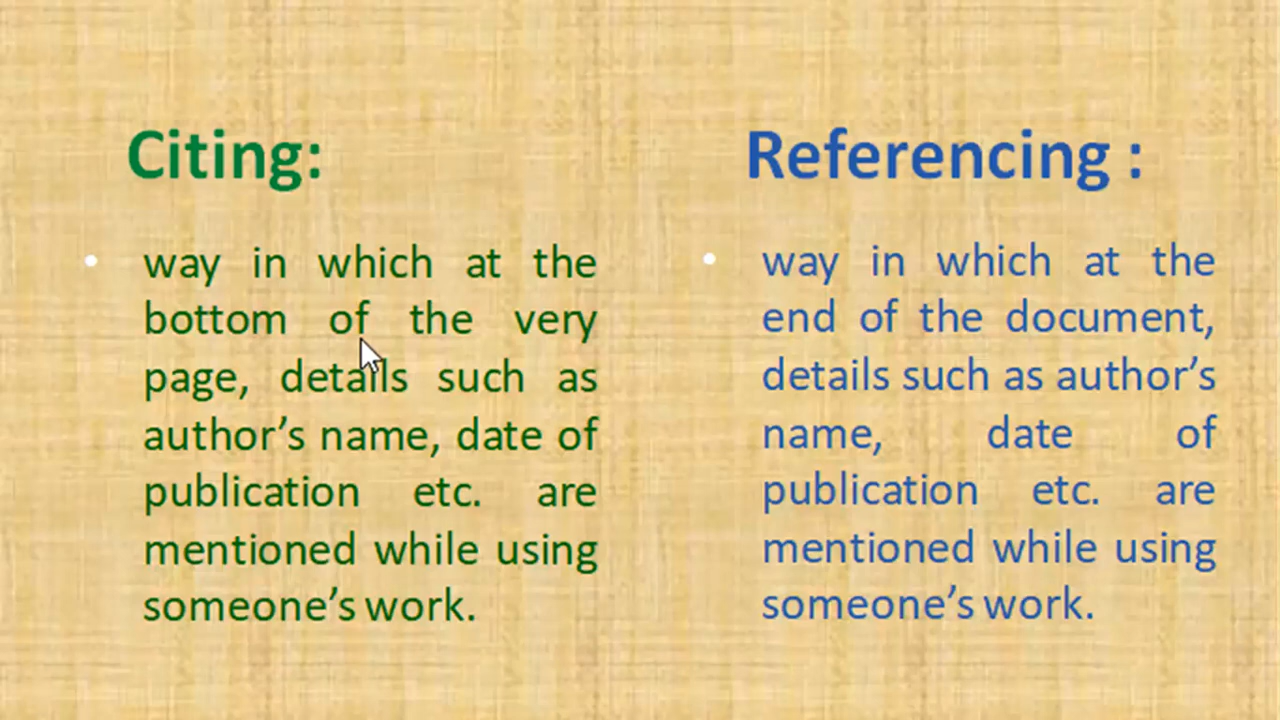 Citing:
• way in which at the
bottom of the very
page, details such as
author’s name, date of
publication etc. are
mentioned while using
someone’s work.
Referencing :
• way in which at the
end of the document,
details such as author’s
name, date of
publication etc. are
mentioned while using
someone’s work.